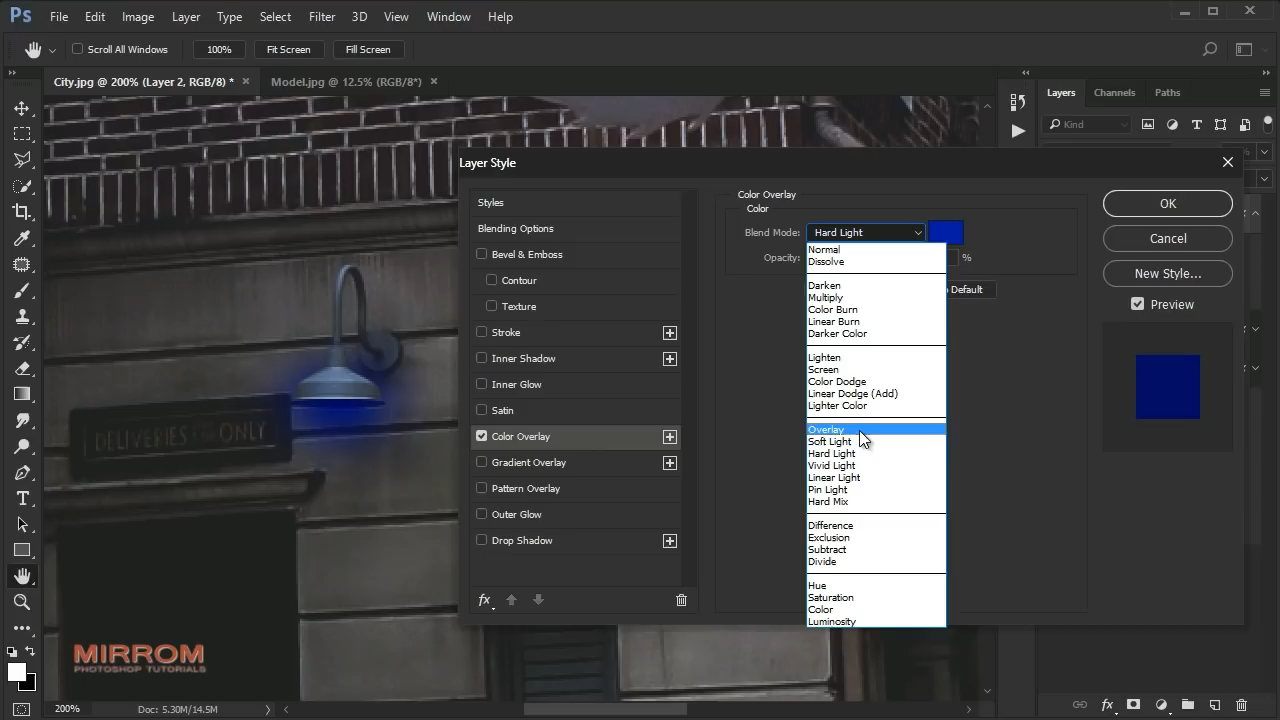 Ps File Edit Image Layer Type Select Filter 3D View Window Help
Scroll All Windows 100% Fit Screen Fill Screen
City.jpg @ 200% (Layer 2, RGB/8) * × Model.jpg @ 12.5% (RGB/8*) ×
Layers Channels Paths
Kind
Layer Style
Styles
Blending Options
Bevel & Emboss
Contour
Texture
Stroke
Inner Shadow
Inner Glow
Satin
Color Overlay
Gradient Overlay
Pattern Overlay
Outer Glow
Drop Shadow
fx
Color Overlay
Color
Blend Mode: Hard Light
Opacity: %
Default
Normal
Dissolve
Darken
Multiply
Color Burn
Linear Burn
Darker Color
Lighten
Screen
Color Dodge
Linear Dodge (Add)
Lighter Color
Overlay
Soft Light
Hard Light
Vivid Light
Linear Light
Pin Light
Hard Mix
Difference
Exclusion
Subtract
Divide
Hue
Saturation
Color
Luminosity
OK
Cancel
New Style...
Preview
ONLY
MIRROM
PHOTOSHOP TUTORIALS
200% Doc: 5.30M/14.5M
fx